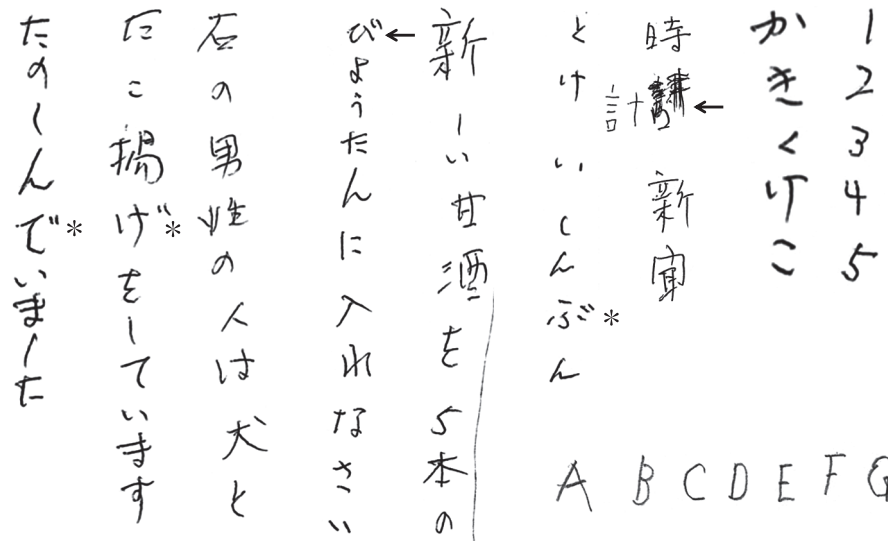 12345
かきくけこ
時計← 新
とけい しんぶ*ん
ABCDEFG
新しい甘酒を5本の
び←ょうたんに入れなさい
石の男性の人は犬と
たこ揚げ*をしています
たのしんで*いました